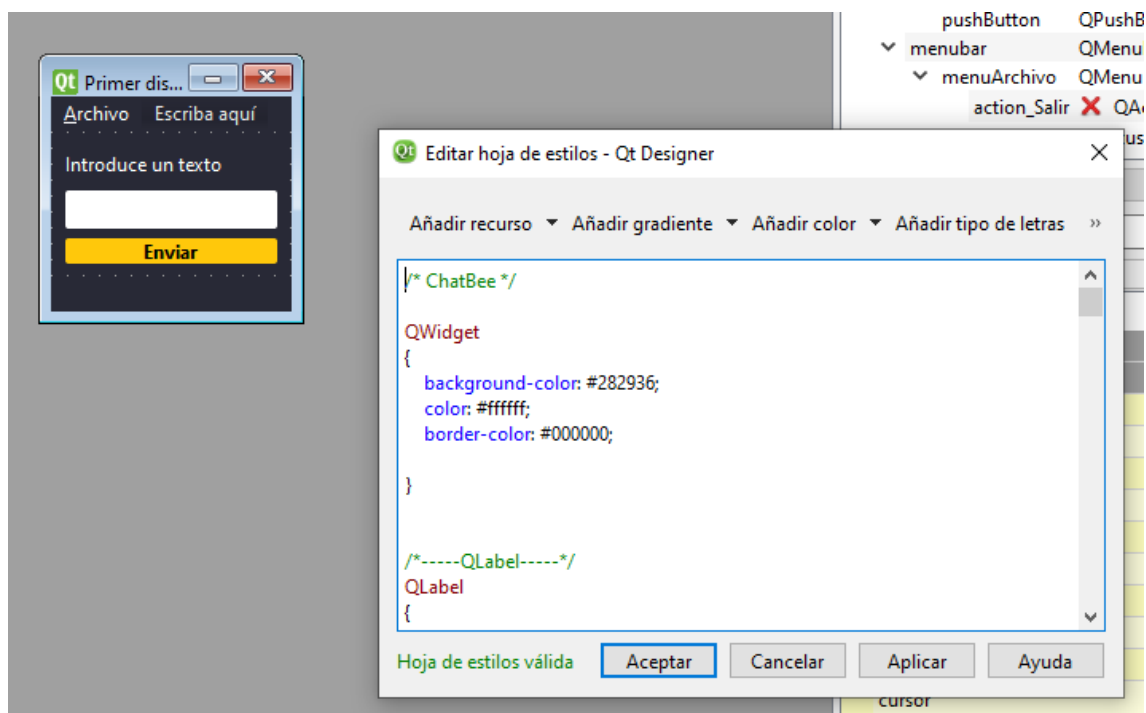 Primer dis...
Archivo Escriba aquí
Introduce un texto
Enviar
pushButton
menubar QMenu
menuArchivo QMenu
action_Salir
Qt Editar hoja de estilos - Qt Designer
Añadir recurso Añadir gradiente Añadir color Añadir tipo de letras »
/* ChatBee */
QWidget
{
background-color: #282936;
color: #ffffff;
border-color: #000000;
}
/*-----QLabel-----*/
QLabel
{
Hoja de estilos válida Aceptar Cancelar Aplicar Ayuda
cursor